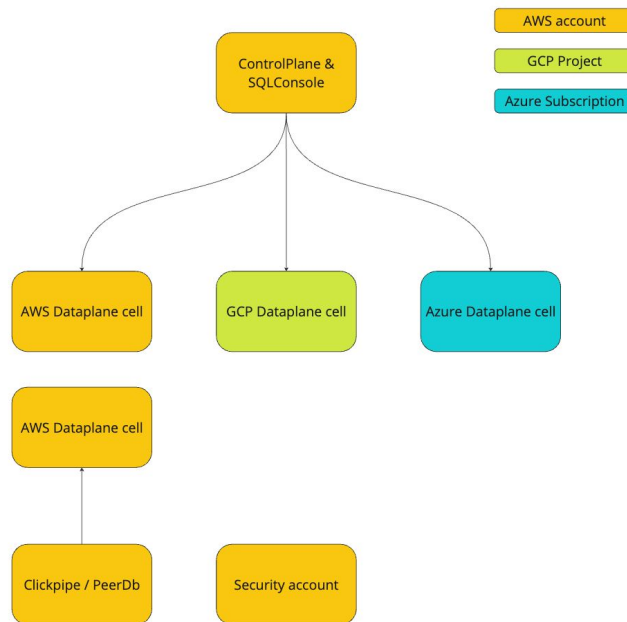 AWS account
ControlPlane &
SQLConsole
GCP Project
Azure Subscription
AWS Dataplane cell
GCP Dataplane cell
Azure Dataplane cell
AWS Dataplane cell
Clickpipe / PeerDb
Security account